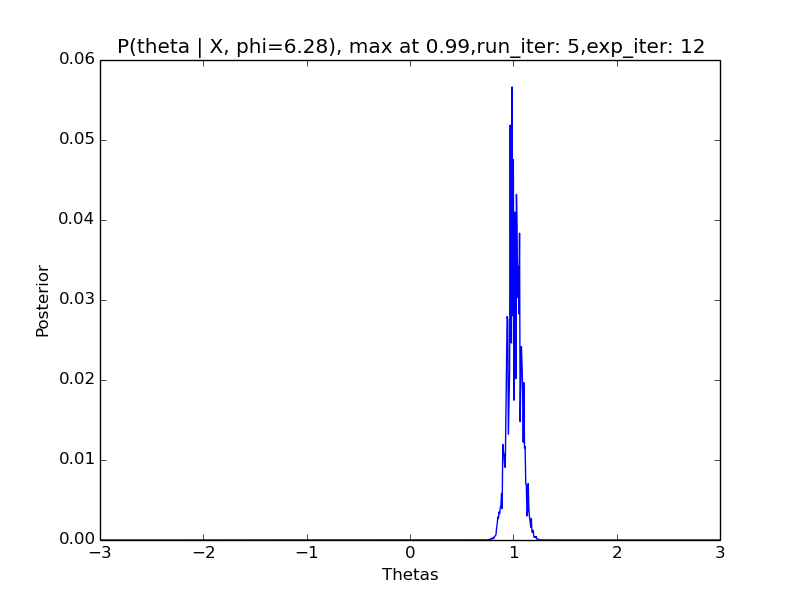 P(theta | X, phi=6.28), max at 0.99,run_iter: 5,exp_iter: 12
0.06
0.05
0.04
0.03
0.02
0.01
0.00
Posterior
−3 −2 −1 0 1 2 3
Thetas